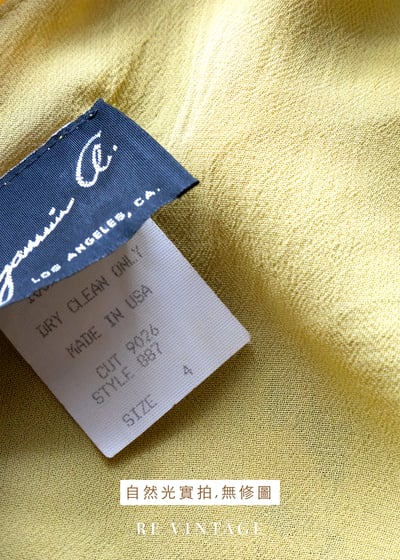 A.
LOS ANGELES, CA.
DRY CLEAN ONLY
MADE IN USA
CUT 9026
STYLE 887
SIZE 4
自然光實拍,無修圖
RE VINTAGE